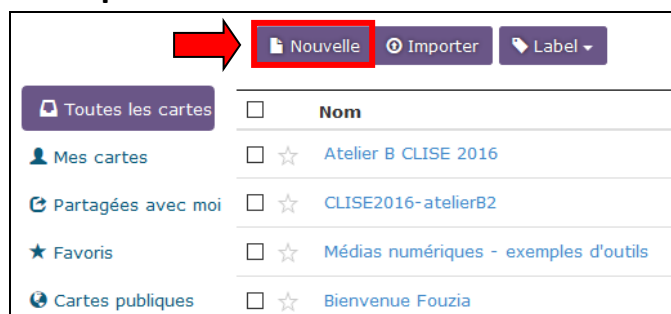 Nouvelle Importer Label
Toutes les cartes Nom
Mes cartes Atelier B CLISE 2016
Partagées avec moi CLISE2016-atelierB2
Favoris Médias numériques - exemples d'outils
Cartes publiques Bienvenue Fouzia